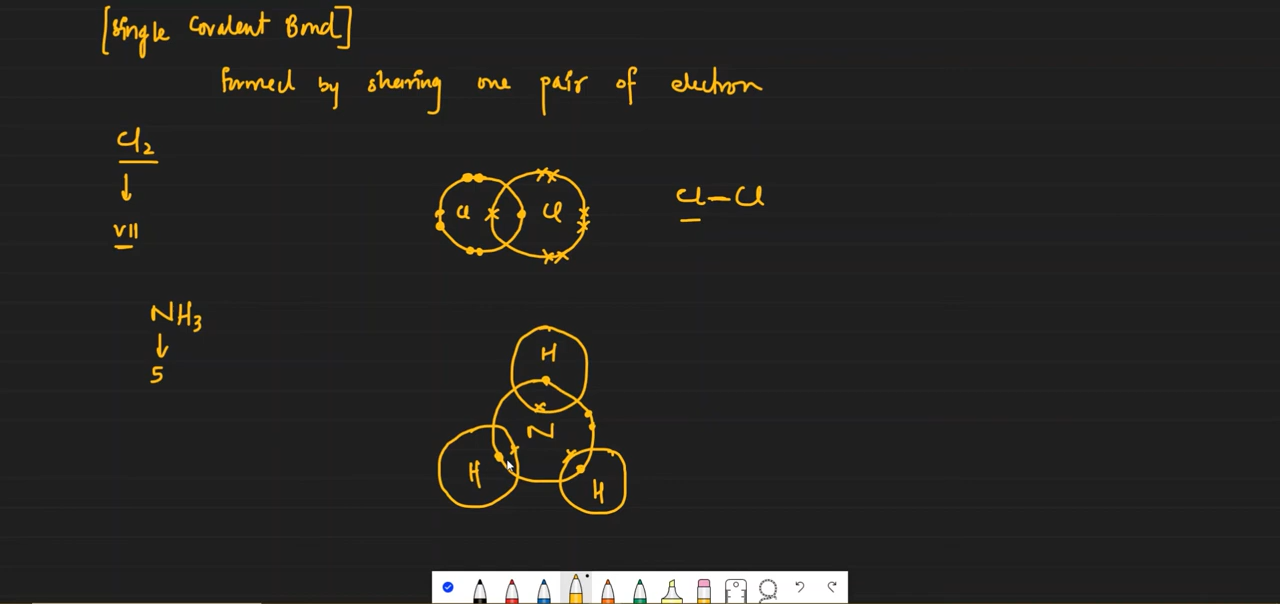 [Single Covalent Bond]
Formed by sharing one pair of electron
Cl2
VII
Cl Cl
Cl-Cl
NH3
5
H
N
H
H